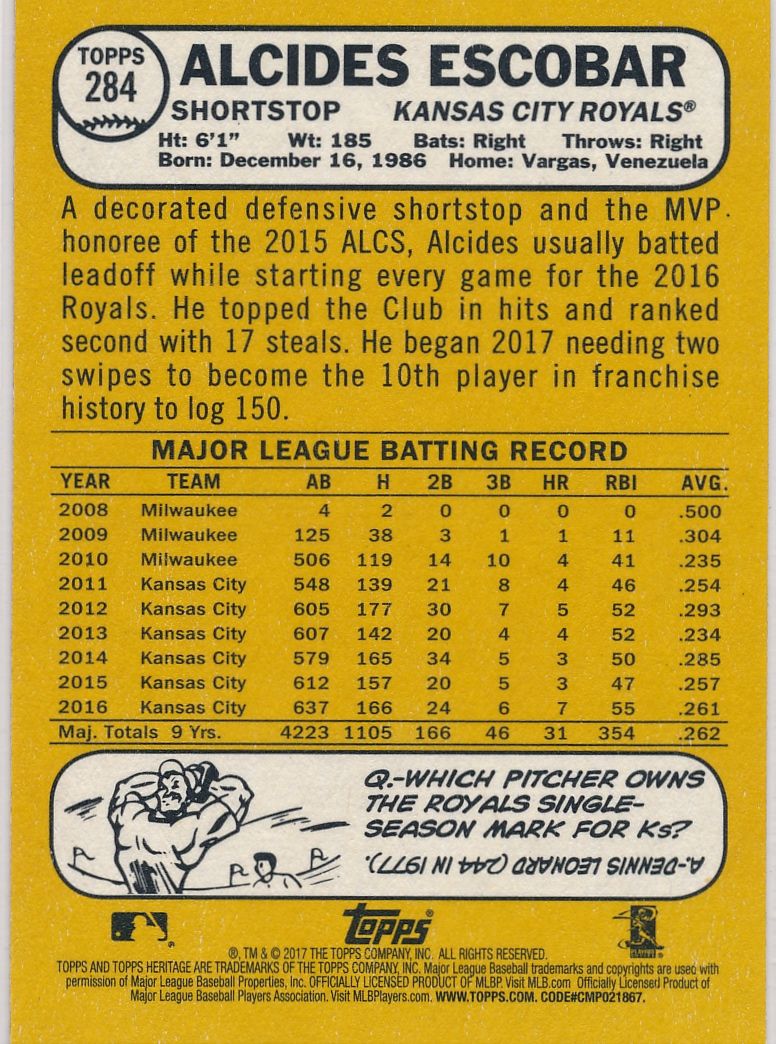 TOPPS
284
ALCIDES ESCOBAR
SHORTSTOP KANSAS CITY ROYALS®
Ht: 6'1" Wt: 185 Bats: Right Throws: Right
Born: December 16, 1986 Home: Vargas, Venezuela
A decorated defensive shortstop and the MVP
honoree of the 2015 ALCS, Alcides usually batted
leadoff while starting every game for the 2016
Royals. He topped the Club in hits and ranked
second with 17 steals. He began 2017 needing two
swipes to become the 10th player in franchise
history to log 150.
MAJOR LEAGUE BATTING RECORD
YEAR TEAM AB H 2B 3B HR RBI AVG.
2008 Milwaukee 4 2 0 0 0 0 .500
2009 Milwaukee 125 38 3 1 1 11 .304
2010 Milwaukee 506 119 14 10 4 41 .235
2011 Kansas City 548 139 21 8 4 46 .254
2012 Kansas City 605 177 30 7 5 52 .293
2013 Kansas City 607 142 20 4 4 52 .234
2014 Kansas City 579 165 34 5 3 50 .285
2015 Kansas City 612 157 20 5 3 47 .257
2016 Kansas City 637 166 24 6 7 55 .261
Maj. Totals 9 Yrs. 4223 1105 166 46 31 354 .262
Q.-WHICH PITCHER OWNS
THE ROYALS SINGLE-
SEASON MARK FOR Ks?
A-DENNIS LEONARD (244 IN 1977).
TOPPS®
®, TM & © 2017 THE TOPPS COMPANY, INC. ALL RIGHTS RESERVED.
TOPPS AND TOPPS HERITAGE ARE TRADEMARKS OF THE TOPPS COMPANY, INC. Major League Baseball trademarks and copyrights are used with
permission of Major League Baseball Properties, Inc. OFFICIALLY LICENSED PRODUCT OF MLBP. Visit MLB.com Officially Licensed Product of
Major League Baseball Players Association. Visit MLBPlayers.com. WWW.TOPPS.COM. CODE#CMP021867.